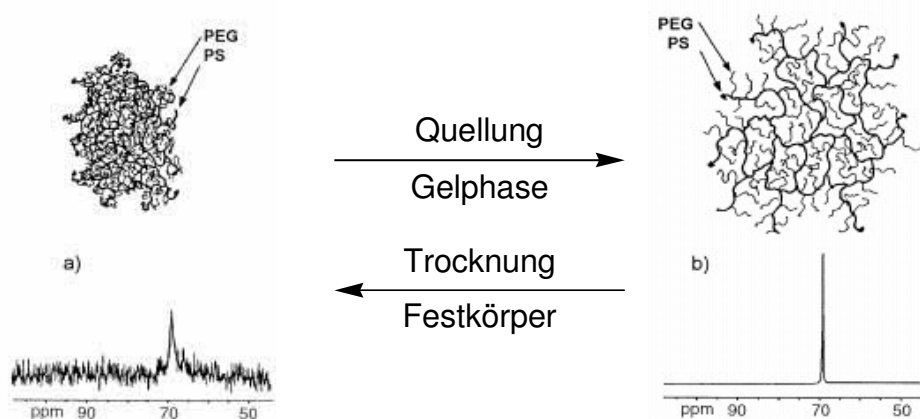 PEG
PS
Quellung
Gelphase
PEG
PS
a)
Trocknung
Festkörper
b)
ppm 90 70 50
ppm 90 70 50